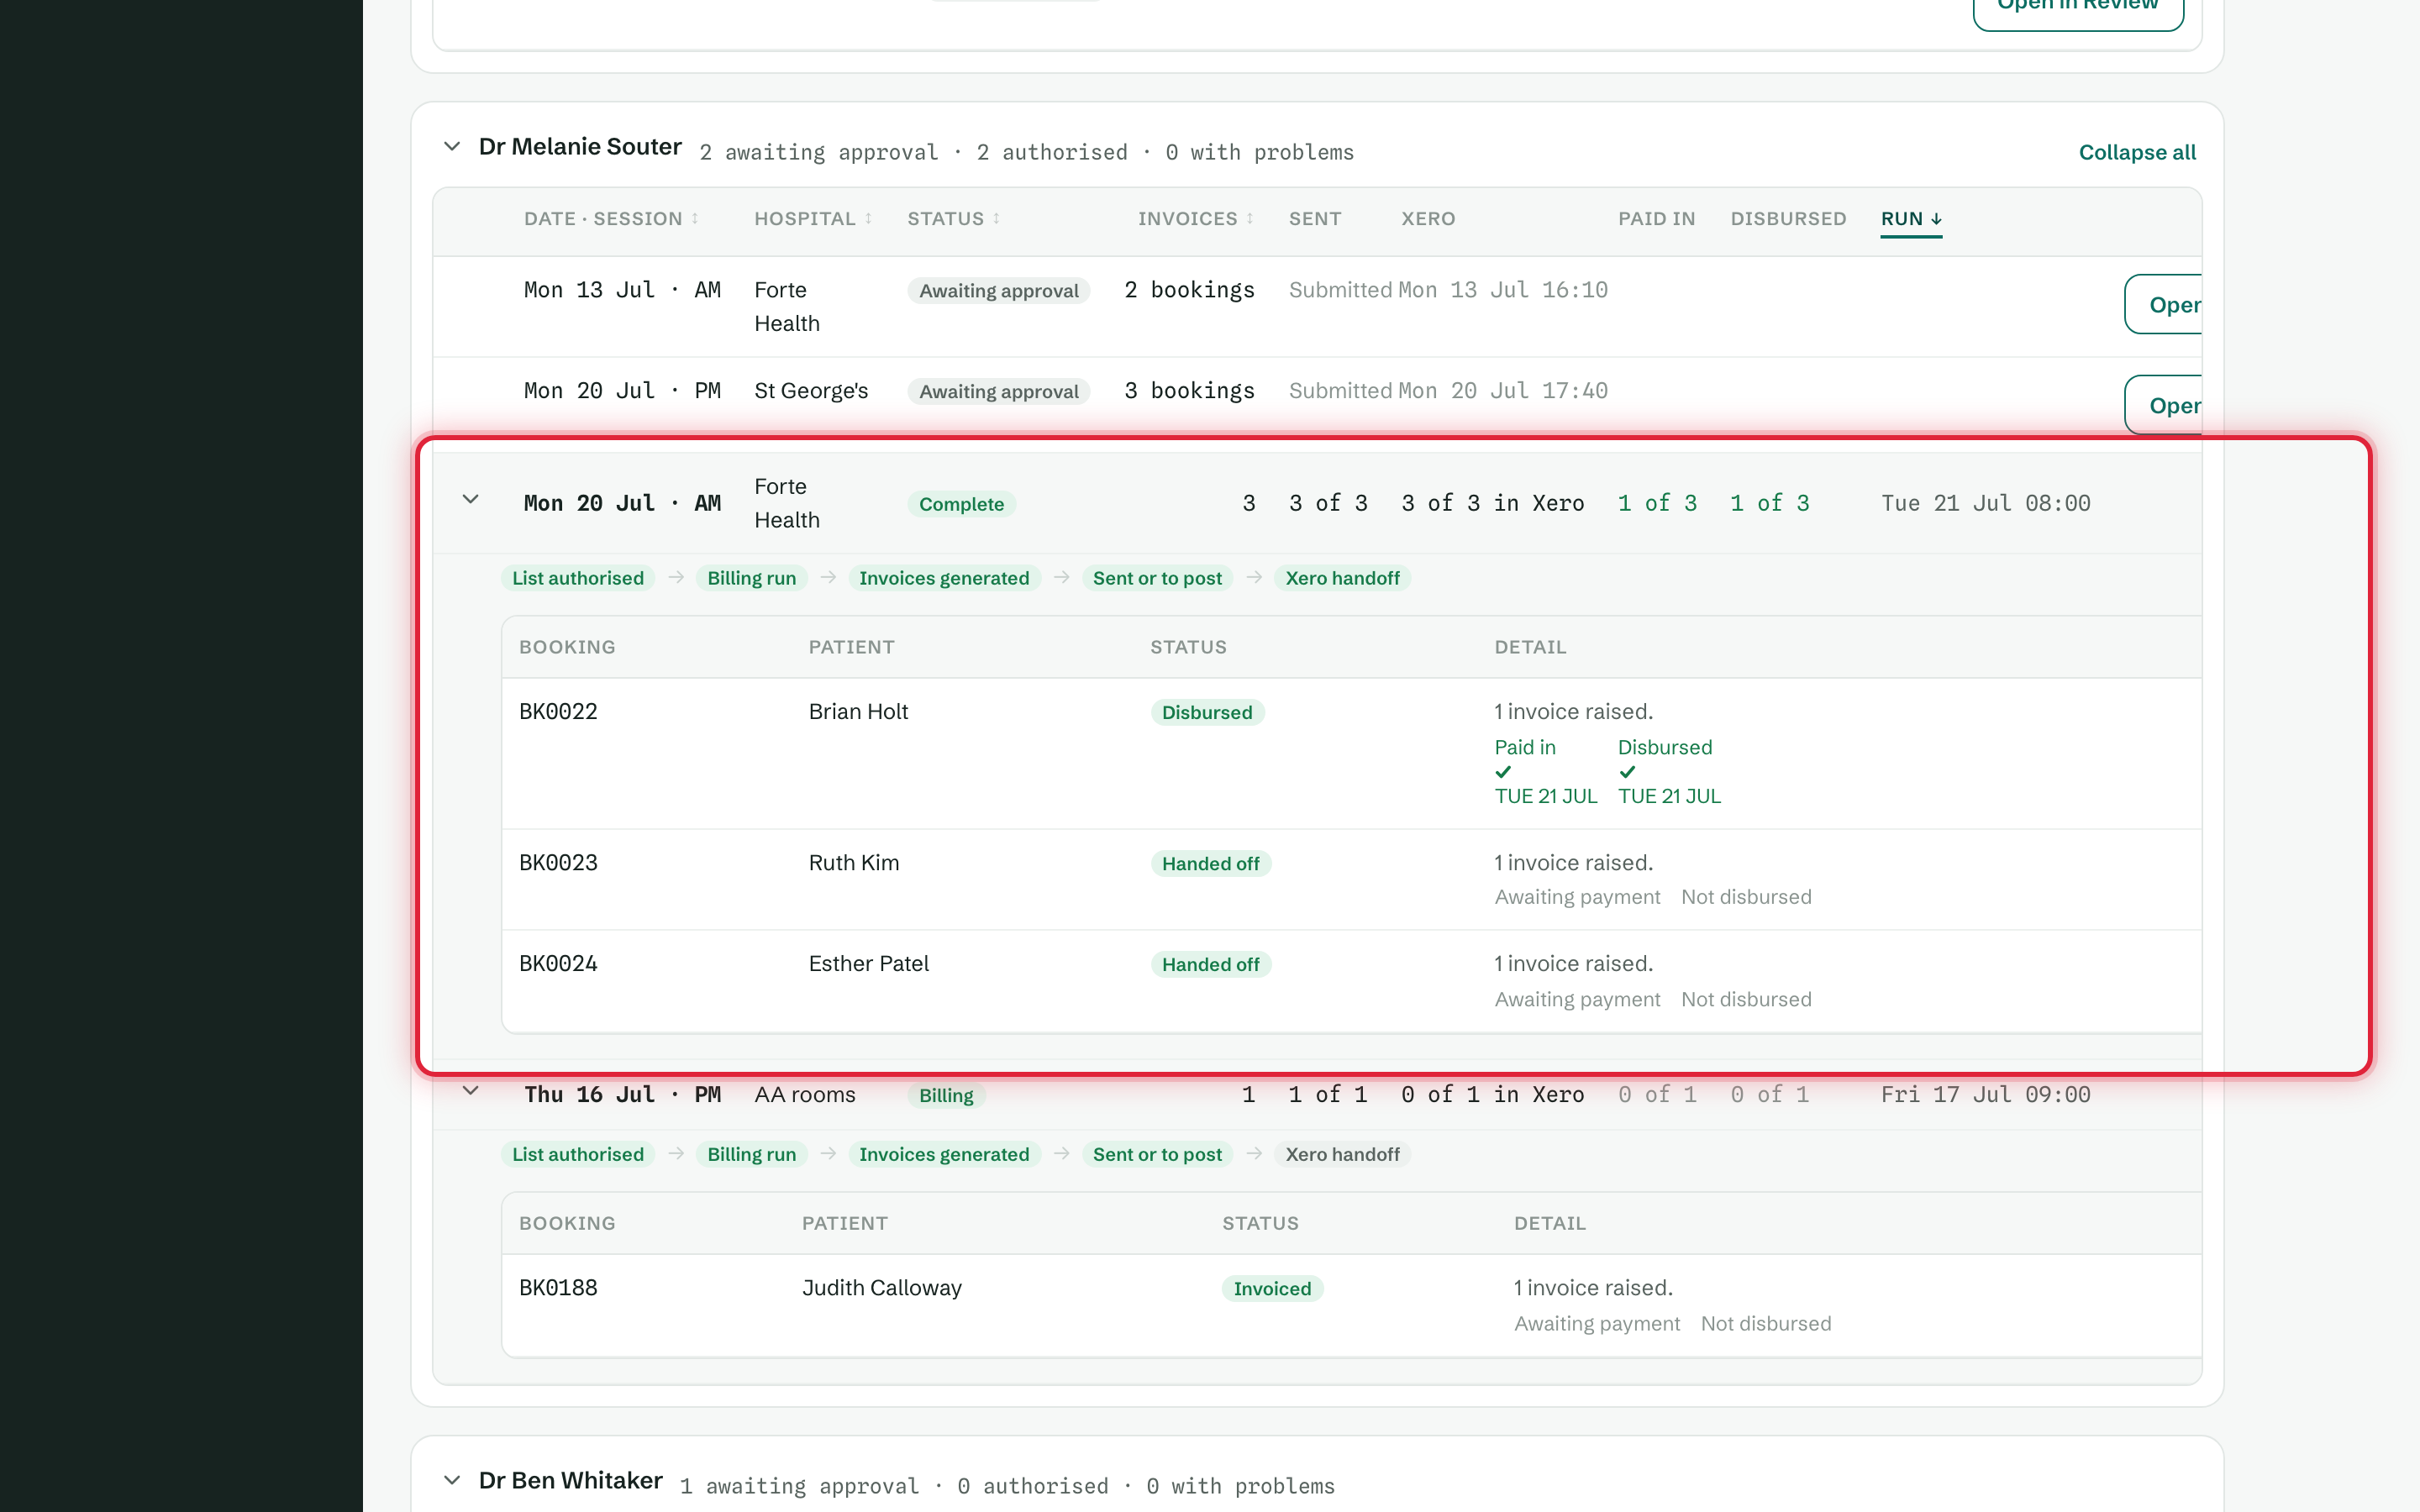 Open in Review
Dr Melanie Souter 2 awaiting approval · 2 authorised · 0 with problems Collapse all
DATE · SESSION ↕ HOSPITAL ↕ STATUS ↕ INVOICES ↕ SENT XERO PAID IN DISBURSED RUN ↓
Mon 13 Jul · AM Forte Health Awaiting approval 2 bookings Submitted Mon 13 Jul 16:10
Mon 20 Jul · PM St George's Awaiting approval 3 bookings Submitted Mon 20 Jul 17:40
Mon 20 Jul · AM Forte Health Complete 3 3 of 3 3 of 3 in Xero 1 of 3 1 of 3 Tue 21 Jul 08:00
List authorised → Billing run → Invoices generated → Sent or to post → Xero handoff
BOOKING PATIENT STATUS DETAIL
BK0022 Brian Holt Disbursed 1 invoice raised.
Paid in Disbursed
✓ ✓
TUE 21 JUL TUE 21 JUL
BK0023 Ruth Kim Handed off 1 invoice raised.
Awaiting payment Not disbursed
BK0024 Esther Patel Handed off 1 invoice raised.
Awaiting payment Not disbursed
Thu 16 Jul · PM AA rooms Billing 1 1 of 1 0 of 1 in Xero 0 of 1 0 of 1 Fri 17 Jul 09:00
List authorised → Billing run → Invoices generated → Sent or to post → Xero handoff
BOOKING PATIENT STATUS DETAIL
BK0188 Judith Calloway Invoiced 1 invoice raised.
Awaiting payment Not disbursed
Dr Ben Whitaker 1 awaiting approval · 0 authorised · 0 with problems